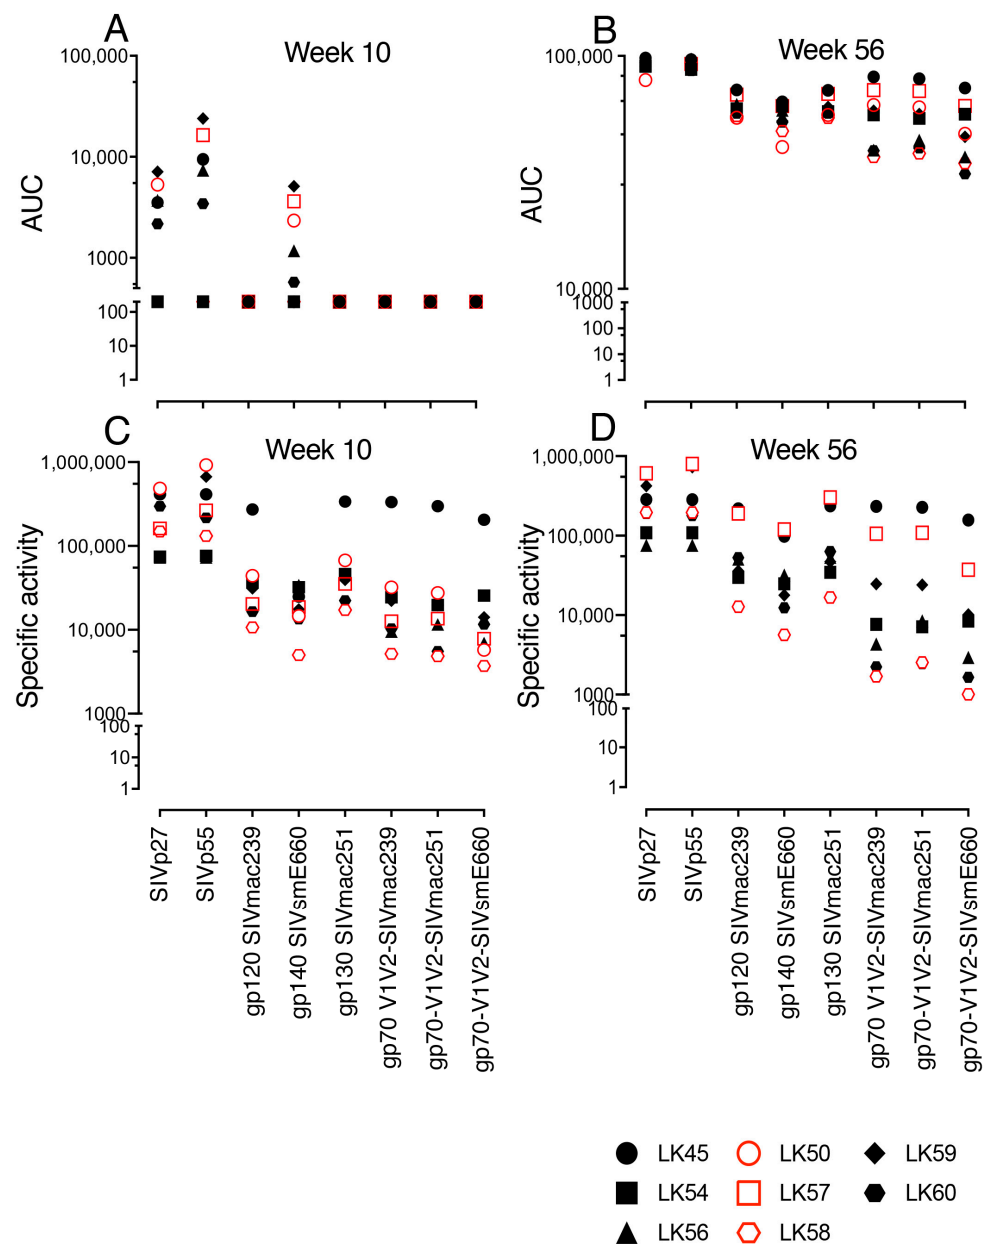 A
Week 10
AUC
100,000
10,000
1000
100
10
1
B
Week 56
AUC
100,000
10,000
1000
100
10
1
C
Week 10
Specific activity
1,000,000
100,000
10,000
1000
100
10
1
SIVp27
SIVp55
gp120 SIVmac239
gp140 SIVsmE660
gp130 SIVmac251
gp70 V1V2-SIVmac239
gp70-V1V2-SIVmac251
gp70-V1V2-SIVsmE660
D
Week 56
Specific activity
1,000,000
100,000
10,000
1000
100
10
1
SIVp27
SIVp55
gp120 SIVmac239
gp140 SIVsmE660
gp130 SIVmac251
gp70 V1V2-SIVmac239
gp70-V1V2-SIVmac251
gp70-V1V2-SIVsmE660
LK45 LK50 LK59
LK54 LK57 LK60
LK56 LK58